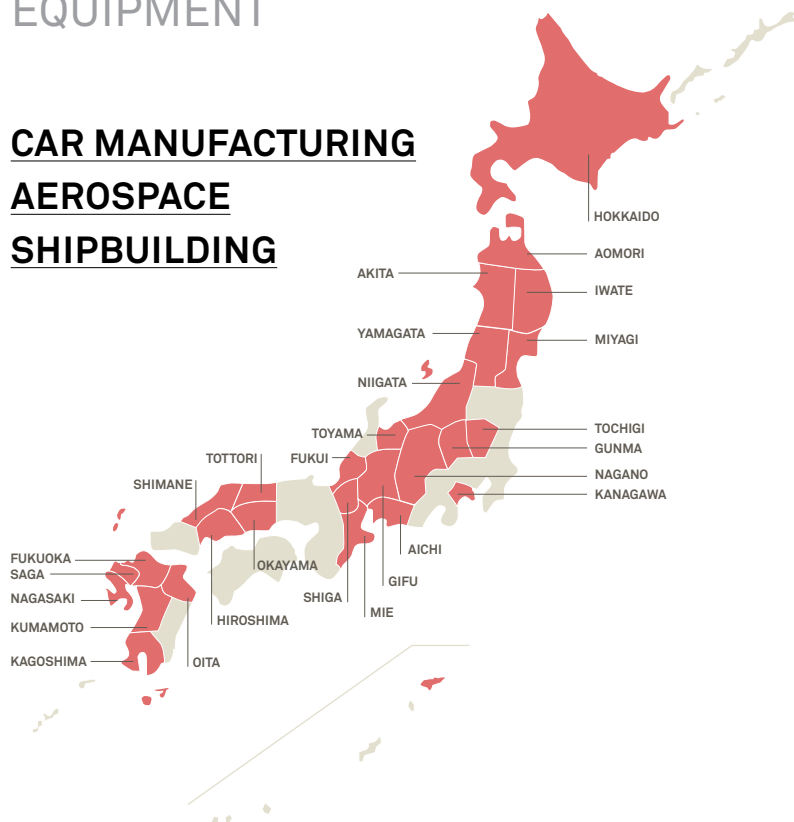 EQUIPMENT
CAR MANUFACTURING
AEROSPACE
SHIPBUILDING
HOKKAIDO
AOMORI
AKITA
IWATE
YAMAGATA
MIYAGI
NIIGATA
TOCHIGI
TOYAMA
GUNMA
TOTTORI
FUKUI
NAGANO
SHIMANE
KANAGAWA
AICHI
FUKUOKA
OKAYAMA
SAGA
GIFU
NAGASAKI
SHIGA
MIE
HIROSHIMA
KUMAMOTO
KAGOSHIMA
OITA